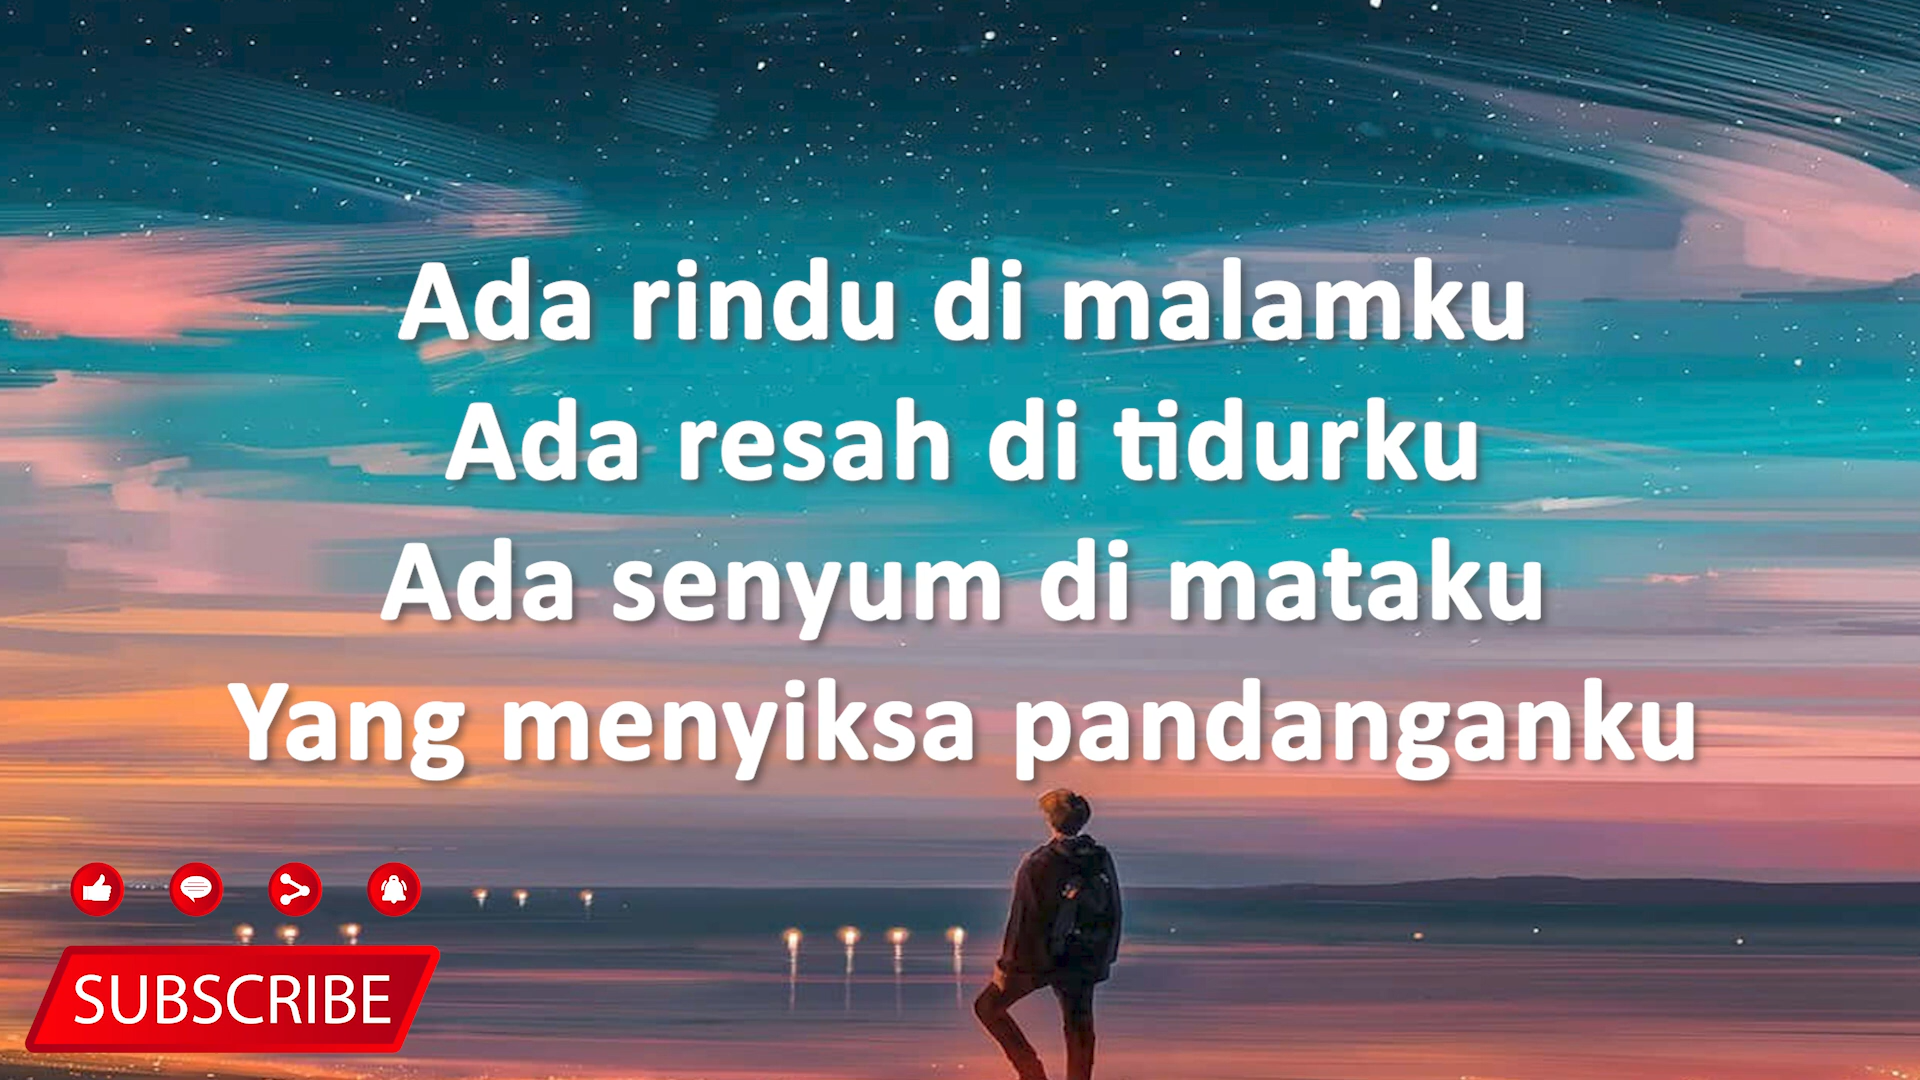 Ada rindu di malamku
Ada resah di tidurku
Ada senyum di mataku
Yang menyiksa pandanganku
SUBSCRIBE